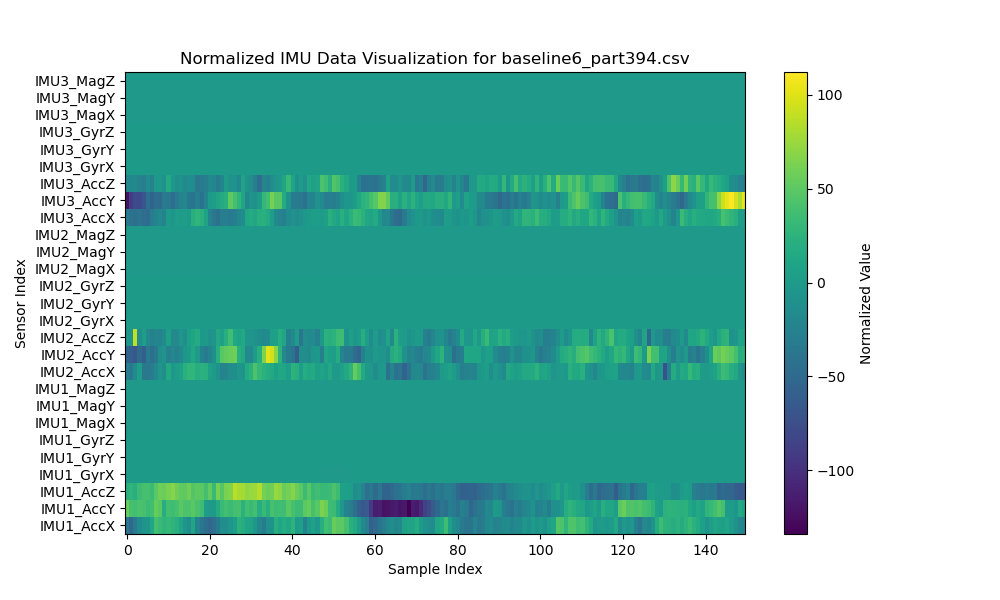 Normalized IMU Data Visualization for baseline6_part394.csv
IMU3_MagZ
IMU3_MagY
IMU3_MagX
IMU3_GyrZ
IMU3_GyrY
IMU3_GyrX
IMU3_AccZ
IMU3_AccY
IMU3_AccX
IMU2_MagZ
IMU2_MagY
IMU2_MagX
IMU2_GyrZ
IMU2_GyrY
IMU2_GyrX
IMU2_AccZ
IMU2_AccY
IMU2_AccX
IMU1_MagZ
IMU1_MagY
IMU1_MagX
IMU1_GyrZ
IMU1_GyrY
IMU1_GyrX
IMU1_AccZ
IMU1_AccY
IMU1_AccX
Sensor Index
0 20 40 60 80 100 120 140
Sample Index
100
50
0
−50
−100
Normalized Value